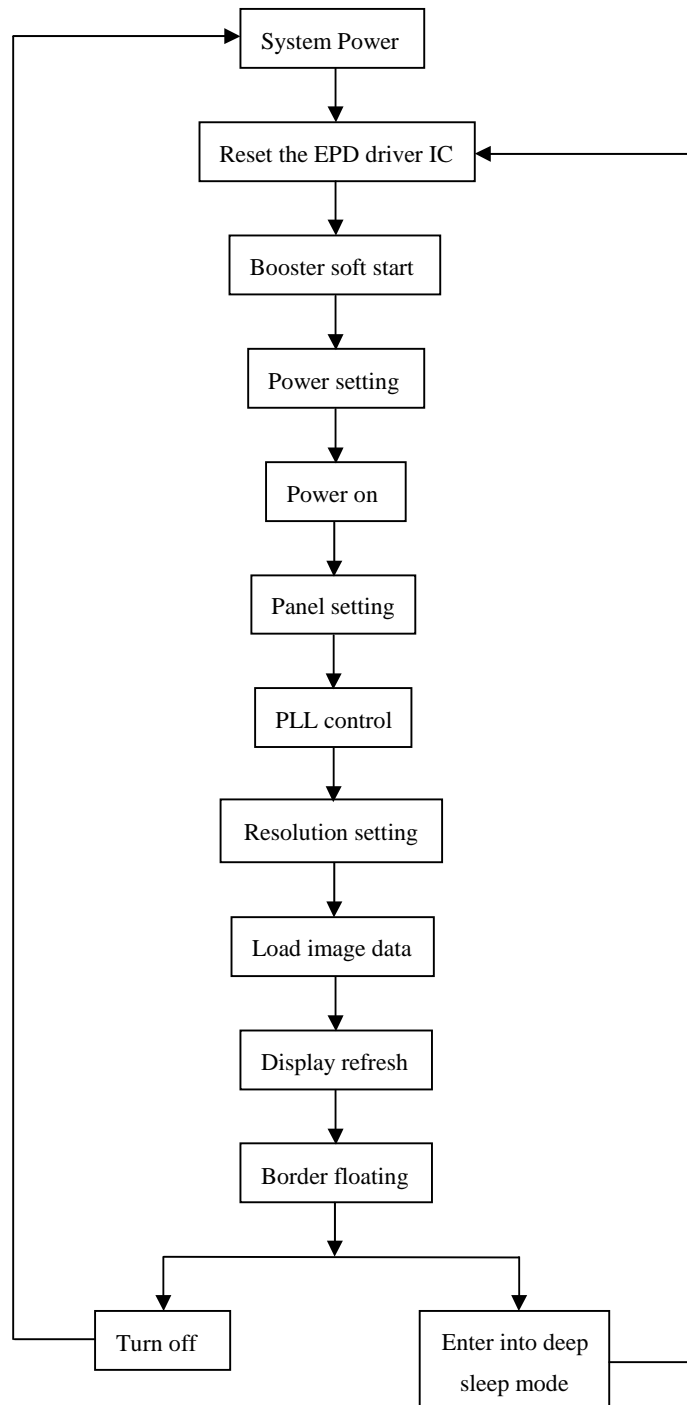 System Power
Reset the EPD driver IC
Booster soft start
Power setting
Power on
Panel setting
PLL control
Resolution setting
Load image data
Display refresh
Border floating
Turn off
Enter into deep
sleep mode